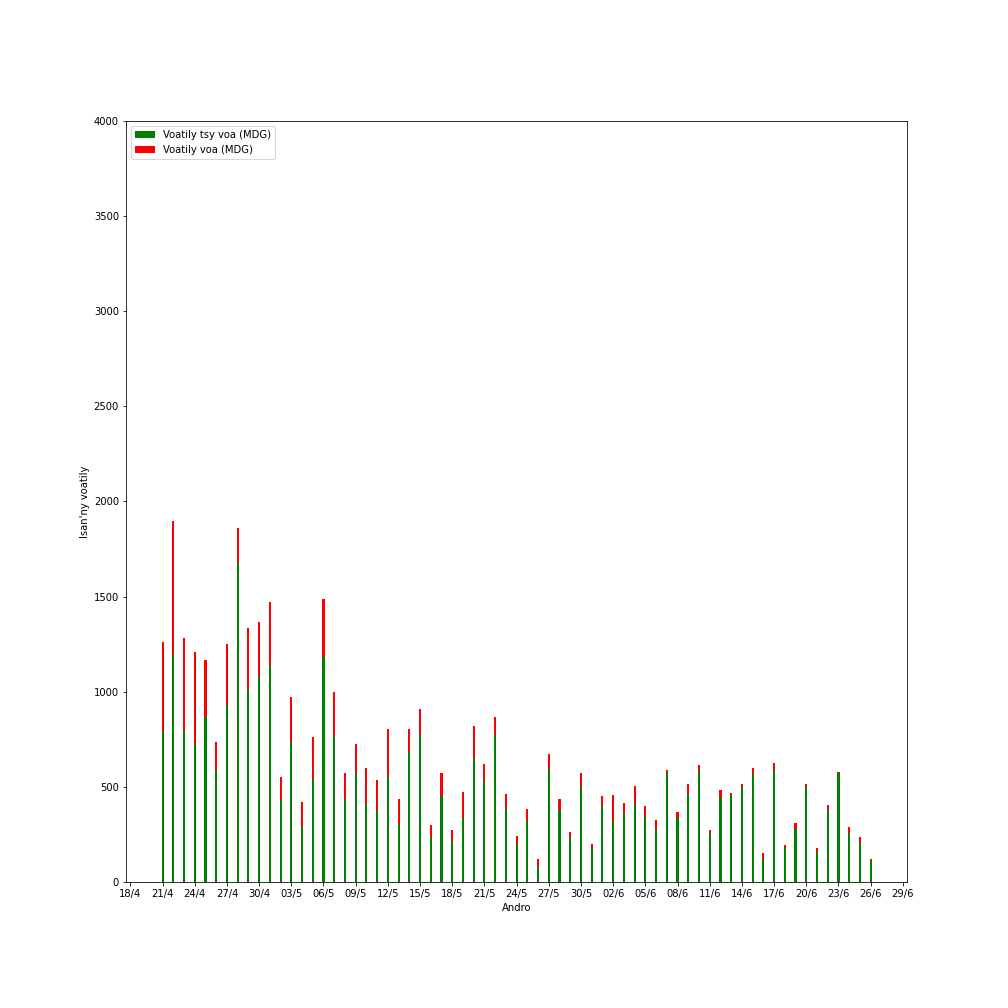 4000
Voatily tsy voa (MDG)
Voatily voa (MDG)
3500
3000
2500
2000
1500
1000
500
0
Isan'ny voatily
18/4 21/4 24/4 27/4 30/4 03/5 06/5 09/5 12/5 15/5 18/5 21/5 24/5 27/5 30/5 02/6 05/6 08/6 11/6 14/6 17/6 20/6 23/6 26/6 29/6
Andro